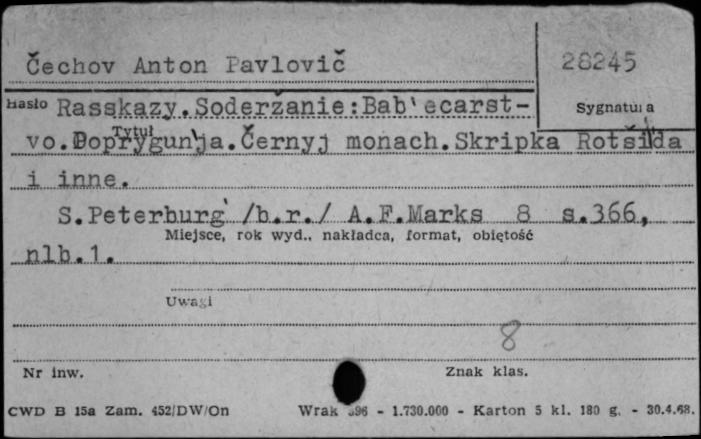 Čechov Anton Pavlovič
28245
Hasło
Rasskazy. Soderžanie: Bab'ecarst-
Sygnatura
Tytuł
vo. Poprygun'ja. Černyj monach. Skripka Rotšilda
i inne.
S. Peterburg /b.r./ A.F. Marks 8 s. 366,
Miejsce, rok wyd., nakładca, format, obiętość
nlb. 1.
Uwagi
8
Nr inw.
Znak klas.
CWD B 15a Zam. 452/DW/On
Wrak 396 - 1.730.000 - Karton 5 kl. 180 g. - 30.4.68.